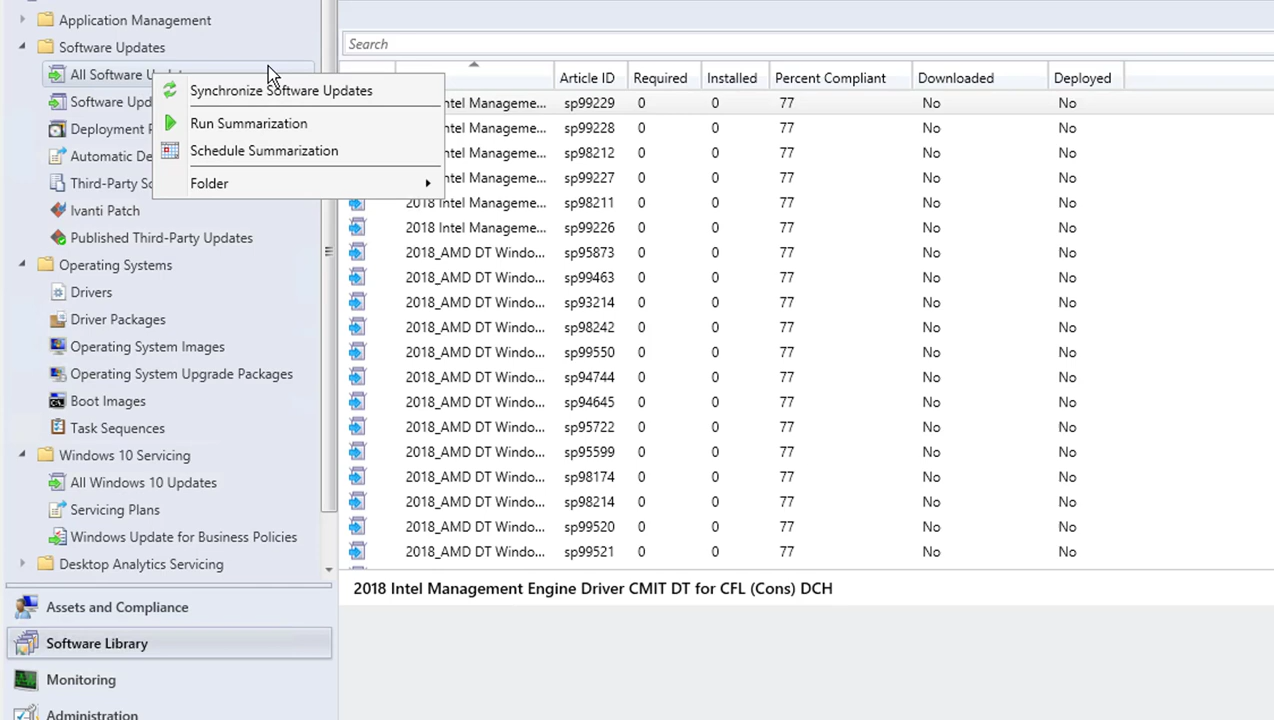 Application Management
Software Updates
All Software
Software
Deployment
Automatic
Third-Party
Ivanti Patch
Published Third-Party Updates
Operating Systems
Drivers
Driver Packages
Operating System Images
Operating System Upgrade Packages
Boot Images
Task Sequences
Windows 10 Servicing
All Windows 10 Updates
Servicing Plans
Windows Update for Business Policies
Desktop Analytics Servicing
Assets and Compliance
Software Library
Monitoring
Administration
Synchronize Software Updates
Run Summarization
Schedule Summarization
Folder
Search
Article ID Required Installed Percent Compliant Downloaded Deployed
ntel Manageme... sp99229 0 0 77 No No
ntel Manageme... sp99228 0 0 77 No No
ntel Manageme... sp98212 0 0 77 No No
ntel Manageme... sp99227 0 0 77 No No
2018 Intel Manageme... sp98211 0 0 77 No No
2018 Intel Manageme... sp99226 0 0 77 No No
2018_AMD DT Windo... sp95873 0 0 77 No No
2018_AMD DT Windo... sp99463 0 0 77 No No
2018_AMD DT Windo... sp93214 0 0 77 No No
2018_AMD DT Windo... sp98242 0 0 77 No No
2018_AMD DT Windo... sp99550 0 0 77 No No
2018_AMD DT Windo... sp94744 0 0 77 No No
2018_AMD DT Windo... sp94645 0 0 77 No No
2018_AMD DT Windo... sp95722 0 0 77 No No
2018_AMD DT Windo... sp95599 0 0 77 No No
2018_AMD DT Windo... sp98174 0 0 77 No No
2018_AMD DT Windo... sp98214 0 0 77 No No
2018_AMD DT Windo... sp99520 0 0 77 No No
2018_AMD DT Windo... sp99521 0 0 77 No No
2018 Intel Management Engine Driver CMIT DT for CFL (Cons) DCH